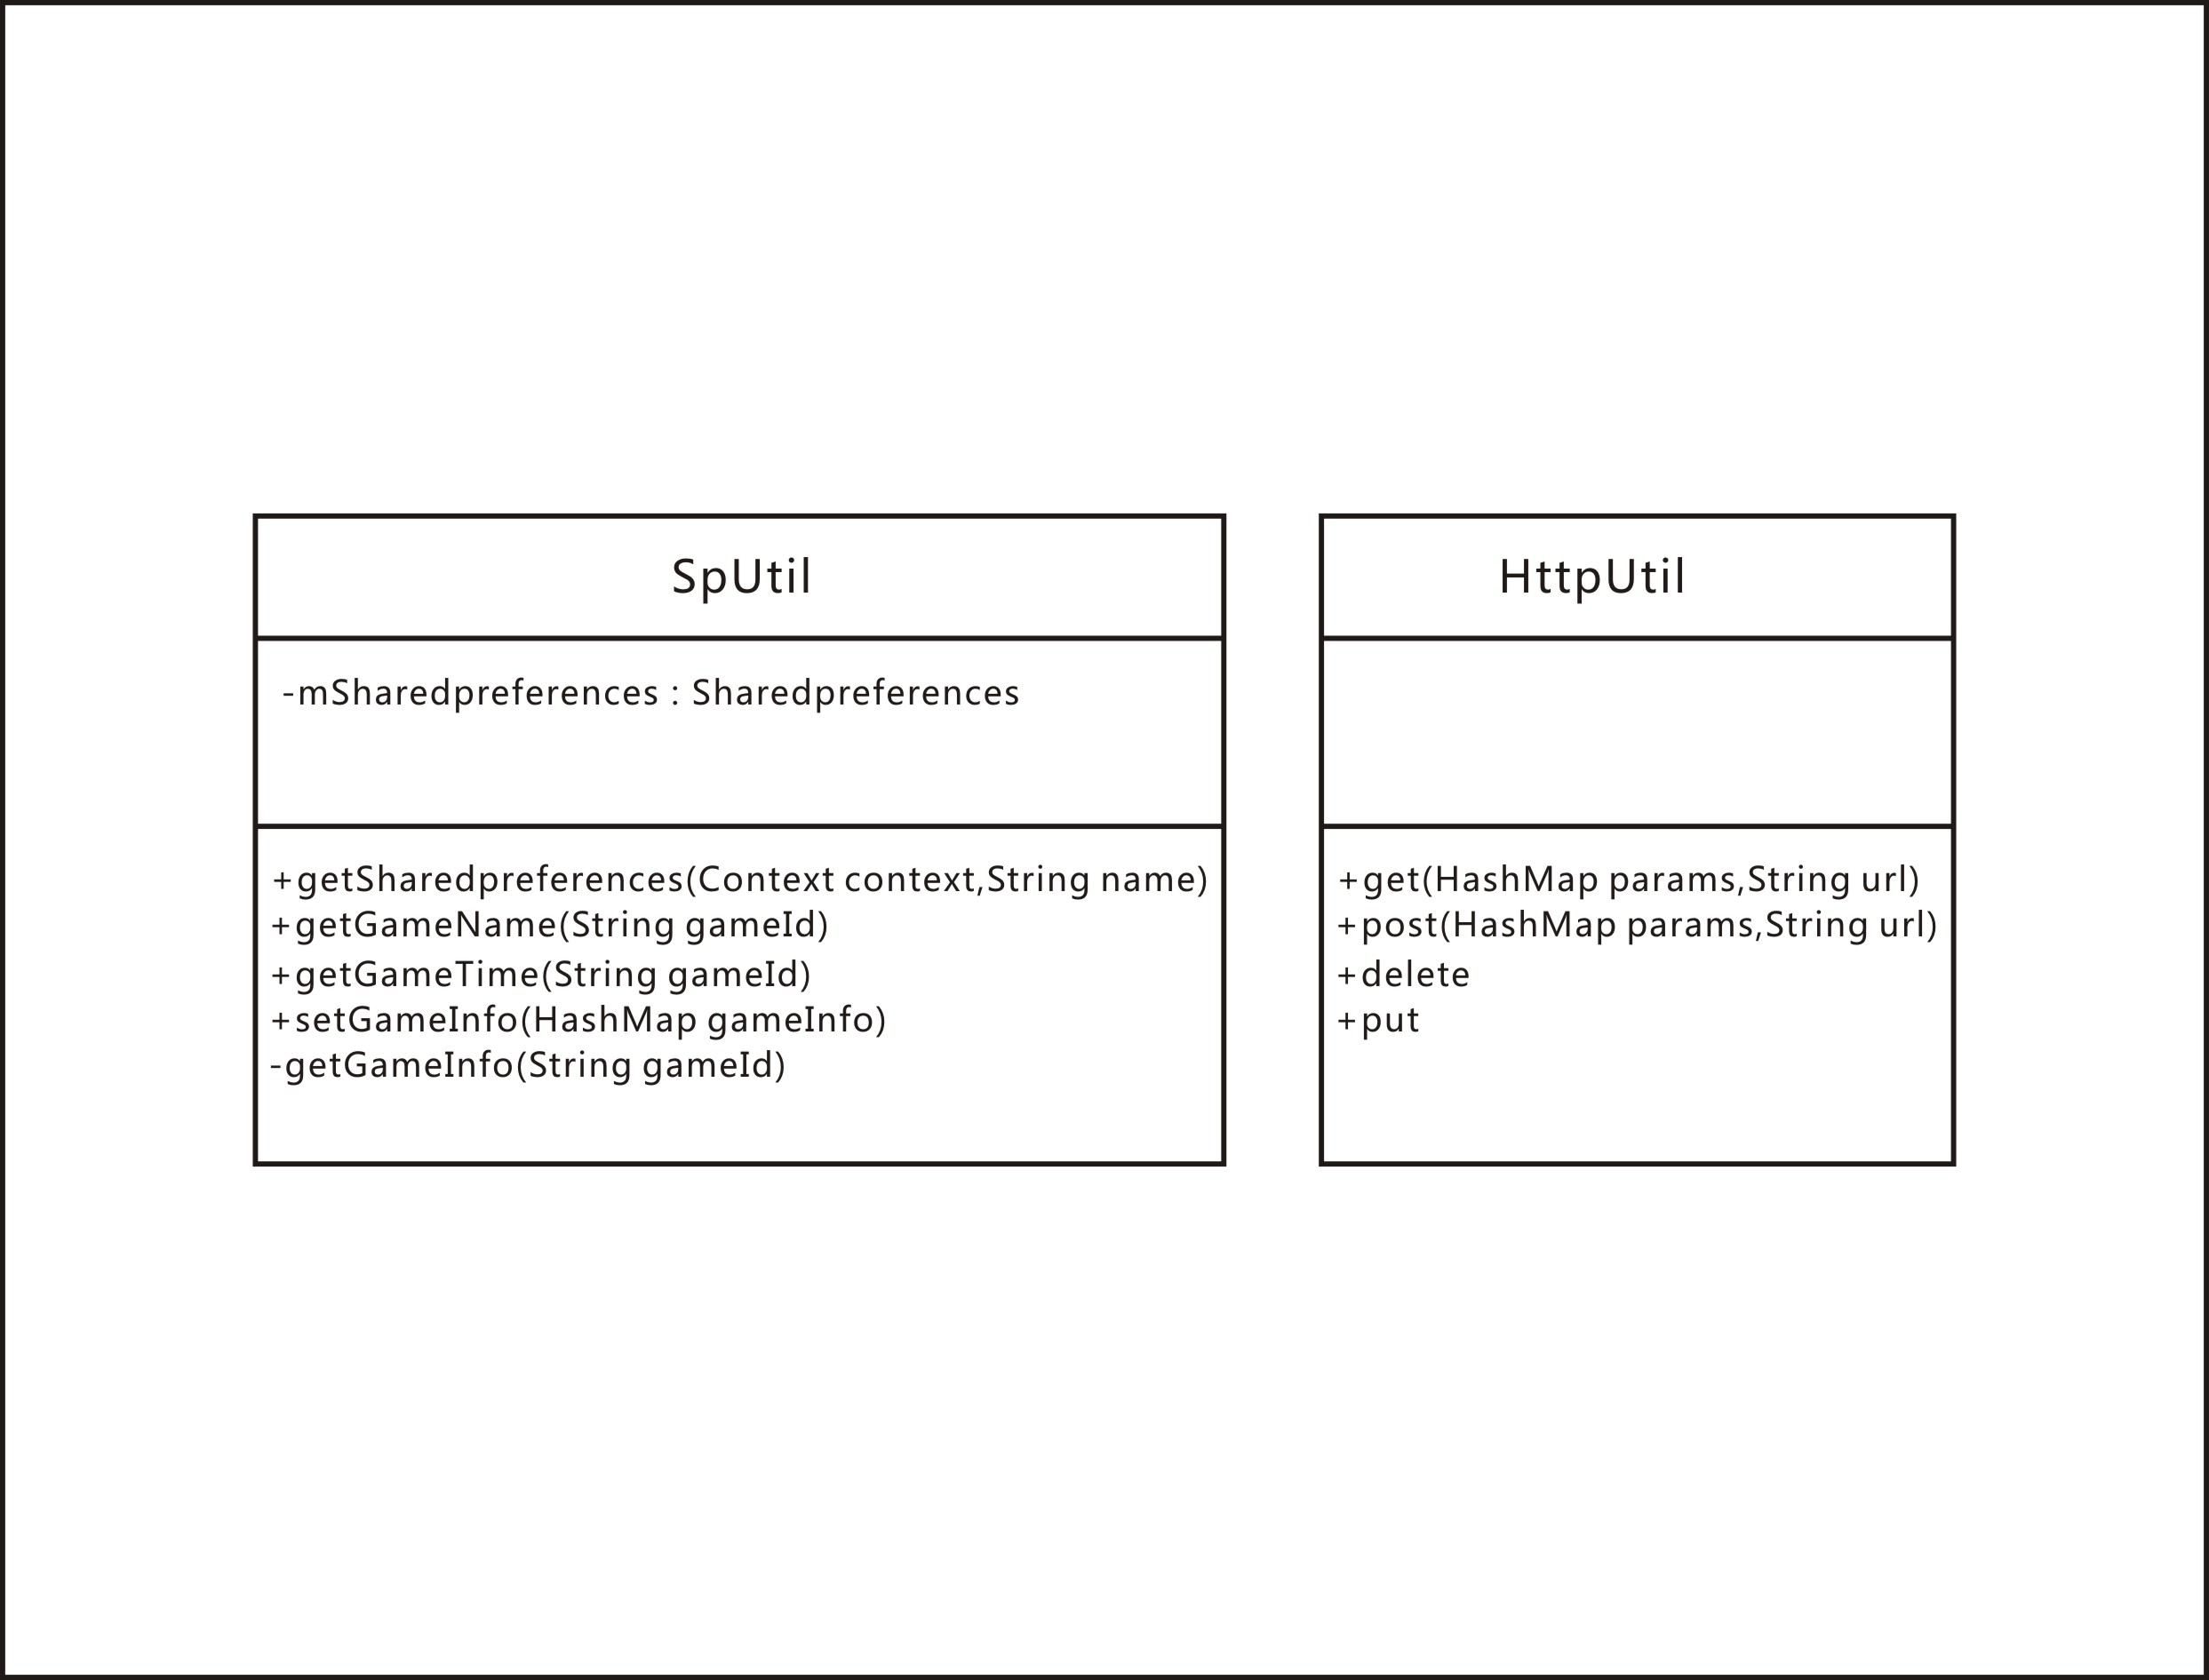 SpUtil
-mSharedpreferences : Sharedpreferences
+getSharedpreferences(Context context,String name)
+getGameName(String gameId)
+getGameTime(String gameId)
+setGameInfo(HashMap gameInfo)
-getGameInfo(String gameId)
HttpUtil
+get(HashMap params,String url)
+post(HashMap params,String url)
+delete
+put